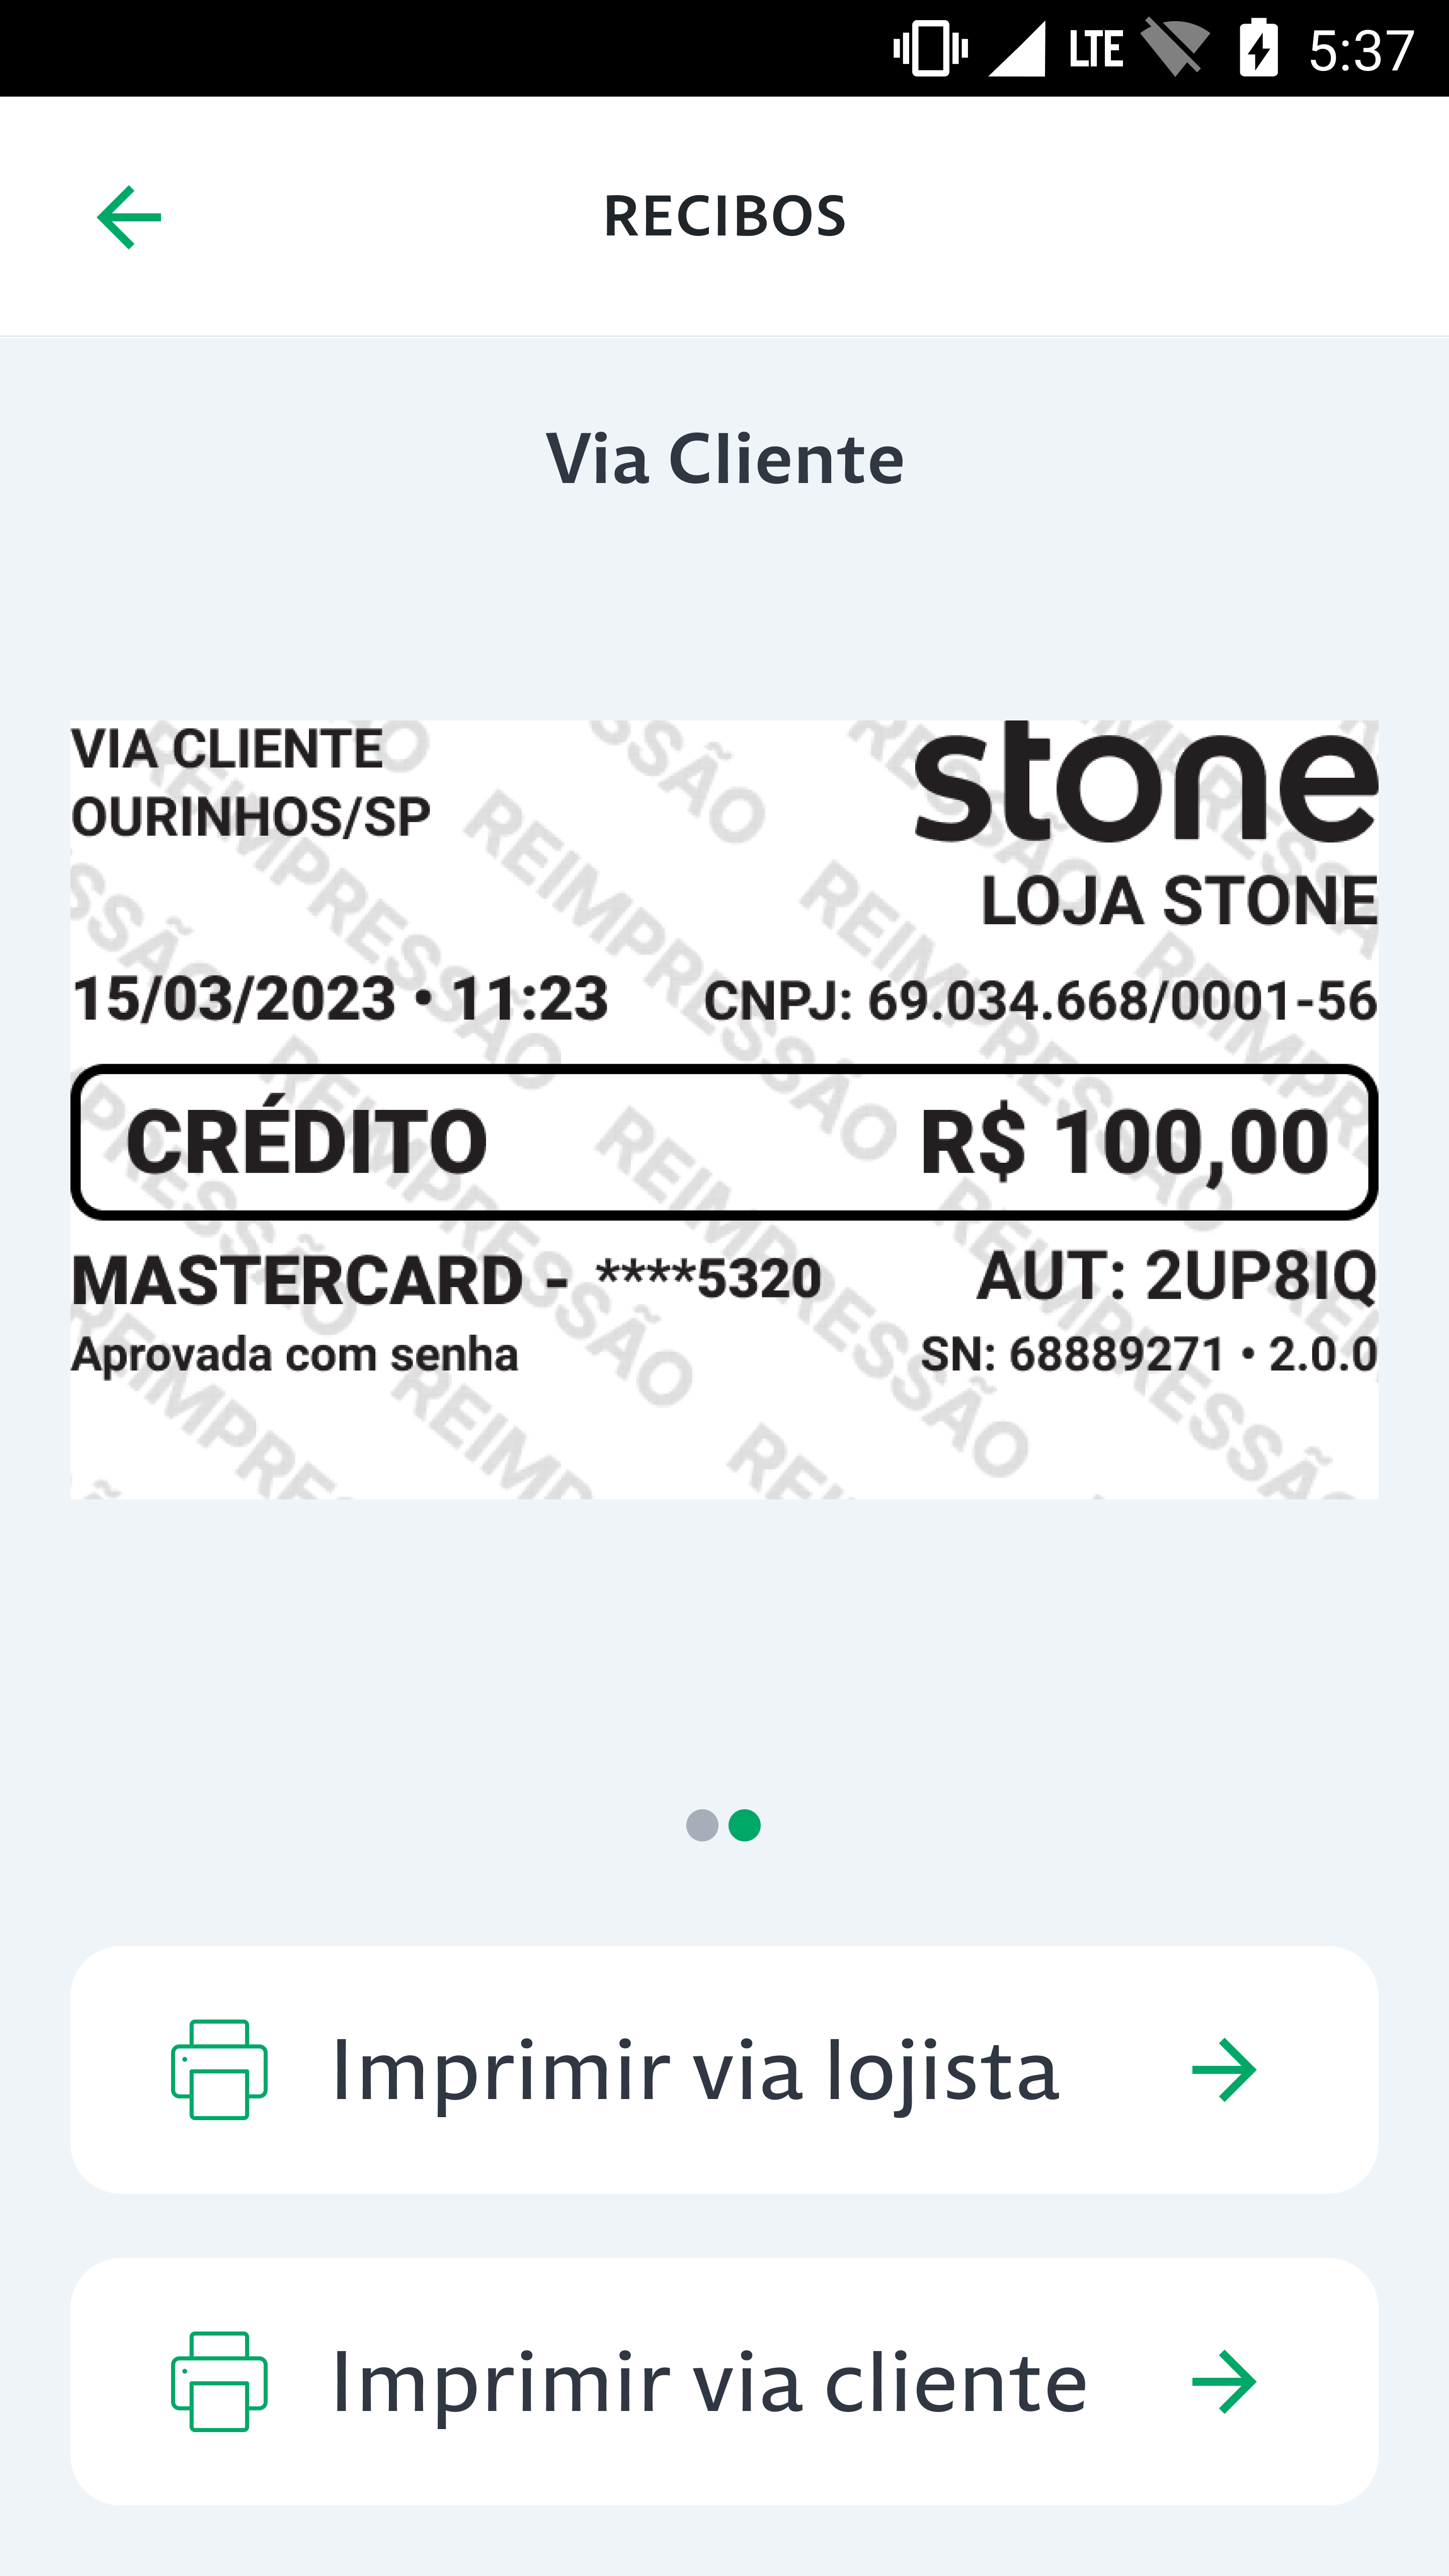 LTE 5:37
RECIBOS
Via Cliente
VIA CLIENTE
stone
OURINHOS/SP
LOJA STONE
15/03/2023 • 11:23 CNPJ: 69.034.668/0001-56
CRÉDITO R$ 100,00
MASTERCARD - ****5320 AUT: 2UP8IQ
Aprovada com senha SN: 68889271 • 2.0.0
REIMPRESSÃO
Imprimir via lojista
Imprimir via cliente